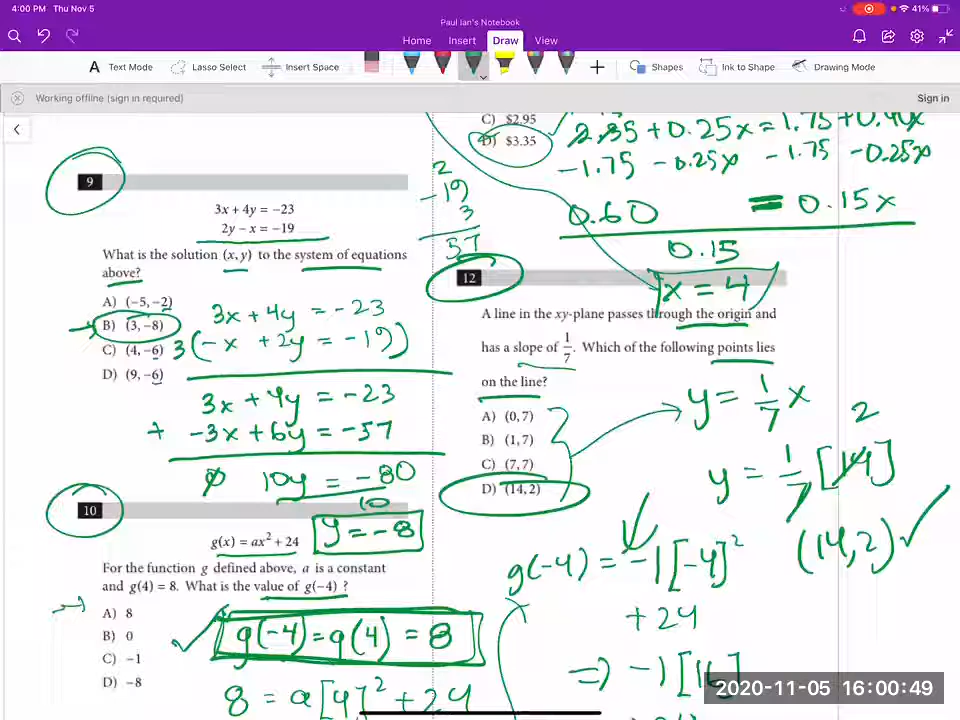 4:00 PM Thu Nov 5
41%
Paul Jan's Notebook
Home Insert Draw View
A Text Mode Lasso Select Insert Space + Shapes Ink to Shape Drawing Mode
Working offline (sign in required) Sign in
9
3x + 4y = −23
2y − x = −19
What is the solution (x, y) to the system of equations
above?
A) (−5, −2)
B) (3, −8)
C) (4, −6)
D) (9, −6)
3x + 4y = -23
3(-x + 2y = -19)
3x + 4y = -23
+ -3x + 6y = -57
0 10y = -80
10
y = -8
2
-19
3
57
10
g(x) = ax² + 24
For the function g defined above, a is a constant
and g(4) = 8. What is the value of g(−4) ?
A) 8
B) 0
C) −1
D) −8
g(-4) = g(4) = 8
8 = a[4]² + 24
C) $2.95
D) $3.35
2.35 + 0.25x = 1.75 + 0.40x
-1.75 -0.25x -1.75 -0.25x
0.60 = 0.15x
0.15
x = 4
12
A line in the xy-plane passes through the origin and
has a slope of 1/7. Which of the following points lies
on the line?
A) (0, 7)
B) (1, 7)
C) (7, 7)
D) (14, 2)
y = 1/7 x
2
y = 1/7 [14]
(14, 2)
g(-4) = -1[-4]²
+ 24
=> -1[16]
2020-11-05 16:00:49